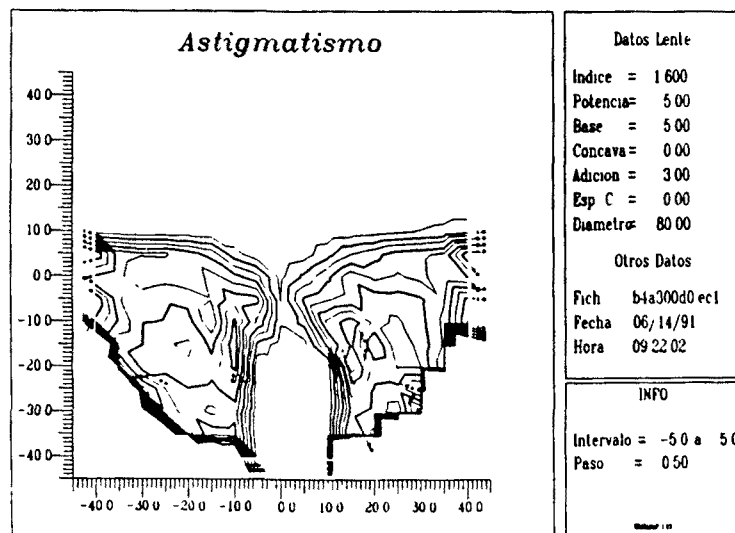 Astigmatismo
40 0
30 0
20 0
10 0
0 0
-10 0
-20 0
-30 0
-40 0
-40 0 -30 0 -20 0 -10 0 0 0 10 0 20 0 30 0 40 0
Datos Lente
Indice = 1 600
Potencia= 5 00
Base = 5 00
Concava= 0 00
Adicion = 3 00
Esp C = 0 00
Diametro= 80 00
Otros Datos
Fich b4a300d0 ec1
Fecha 06/14/91
Hora 09 22 02
INFO
Intervalo = -5 0 a 5 0
Paso = 0 50